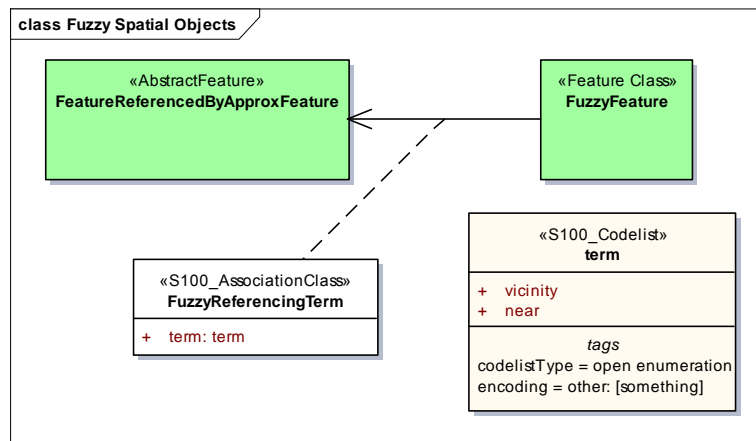 class Fuzzy Spatial Objects
«AbstractFeature»
FeatureReferencedByApproxFeature
«Feature Class»
FuzzyFeature
«S100_AssociationClass»
FuzzyReferencingTerm
+ term: term
«S100_Codelist»
term
+ vicinity
+ near
tags
codelistType = open enumeration
encoding = other: [something]